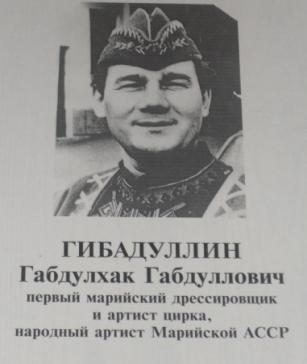 ГИБАДУЛЛИН
Габдулхак Габдуллович
первый марийский дрессировщик
и артист цирка,
народный артист Марийской АССР